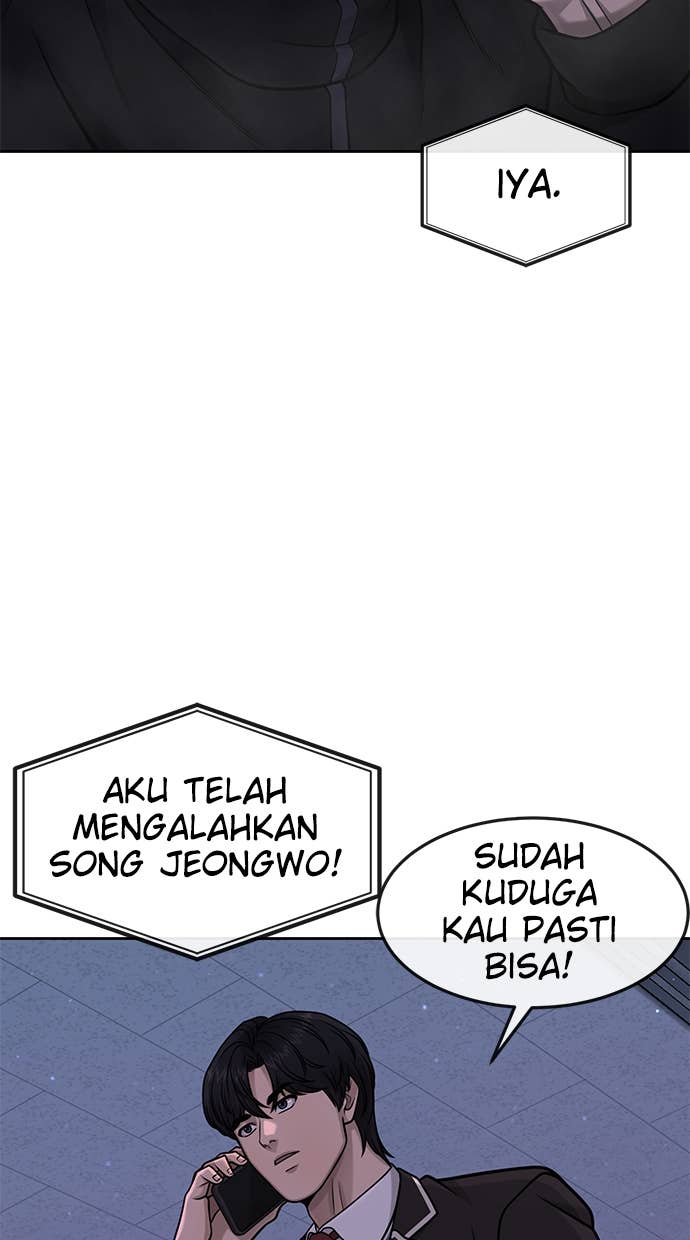 IYA.
AKU TELAH
MENGALAHKAN
SONG JEONGWO!
SUDAH
KUDUGA
KAU PASTI
BISA!